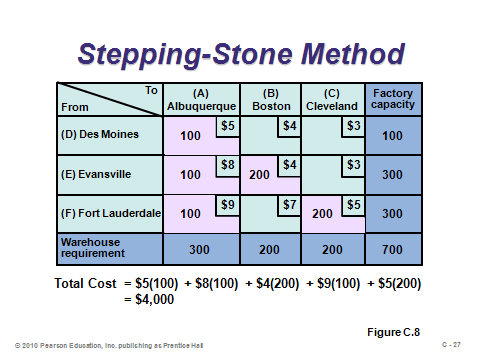 Stepping-Stone Method
To
From
(A) Albuquerque
(B) Boston
(C) Cleveland
Factory capacity
(D) Des Moines
100
$5
$4
$3
100
(E) Evansville
100
$8
200
$4
$3
300
(F) Fort Lauderdale
100
$9
$7
200
$5
300
Warehouse requirement
300
200
200
700
Total Cost = $5(100) + $8(100) + $4(200) + $9(100) + $5(200)
= $4,000
Figure C.8
© 2010 Pearson Education, Inc. publishing as Prentice Hall
C - 27